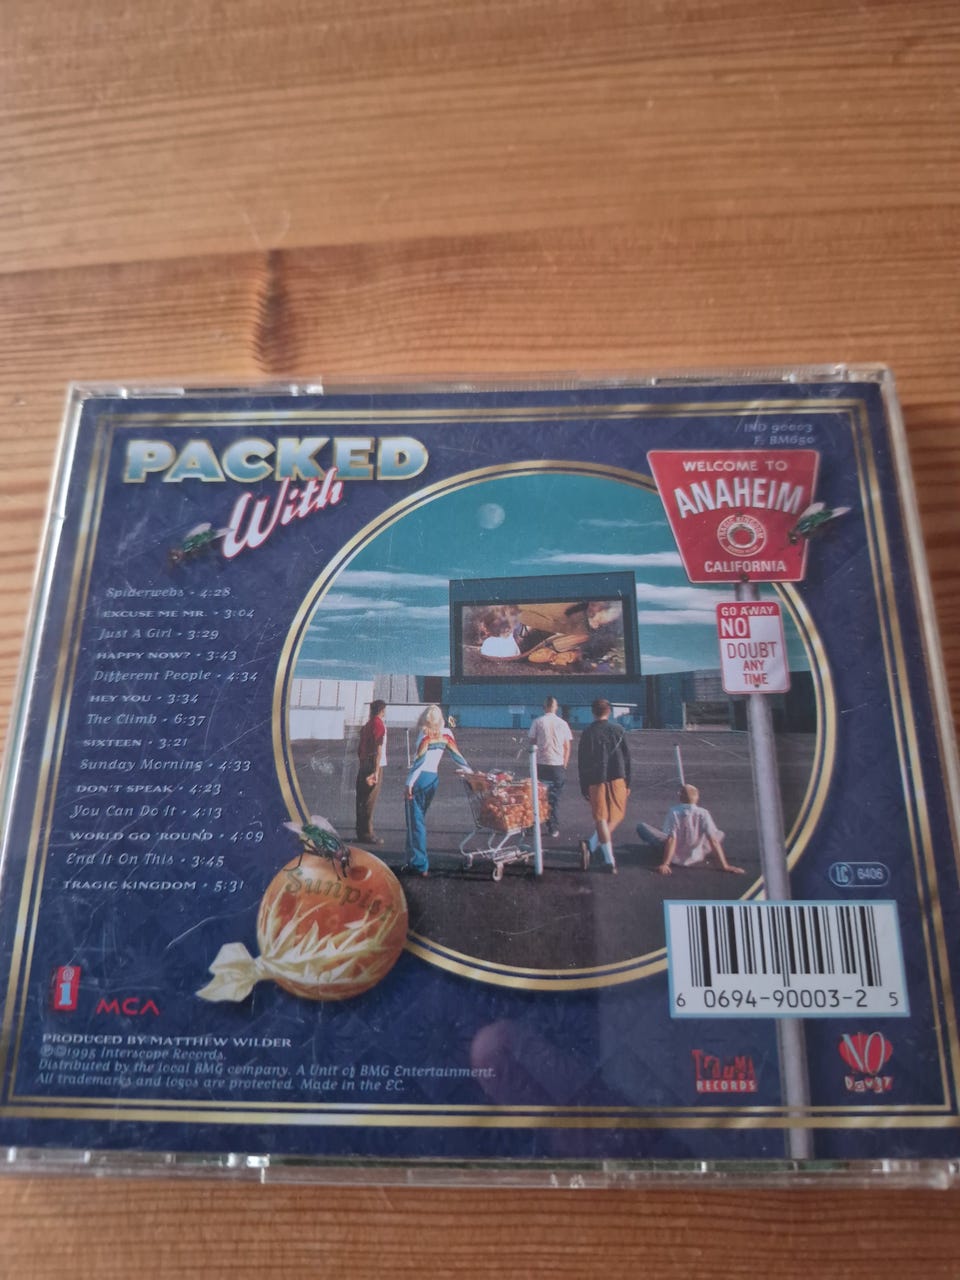 PACKED
With
IND 90003
F: BM650
WELCOME TO
ANAHEIM
TRAGIC KINGDOM
CALIFORNIA
GO AWAY
NO
DOUBT
ANY
TIME
Spiderwebs • 4:28
EXCUSE ME MR. • 3:04
Just A Girl • 3:29
HAPPY NOW? • 3:43
Different People • 4:34
HEY YOU • 3:34
The Climb • 6:37
SIXTEEN • 3:21
Sunday Morning • 4:33
DON'T SPEAK • 4:23
You Can Do It • 4:13
WORLD GO 'ROUND • 4:09
End It On This • 3:45
TRAGIC KINGDOM • 5:31
Sunpist
LC 6406
6 0694-90003-2 5
i MCA
PRODUCED BY MATTHEW WILDER
℗©1995 Interscope Records.
Distributed by the local BMG company. A Unit of BMG Entertainment.
All trademarks and logos are protected. Made in the EC.
TRAUMA
RECORDS
NO
DOUBT